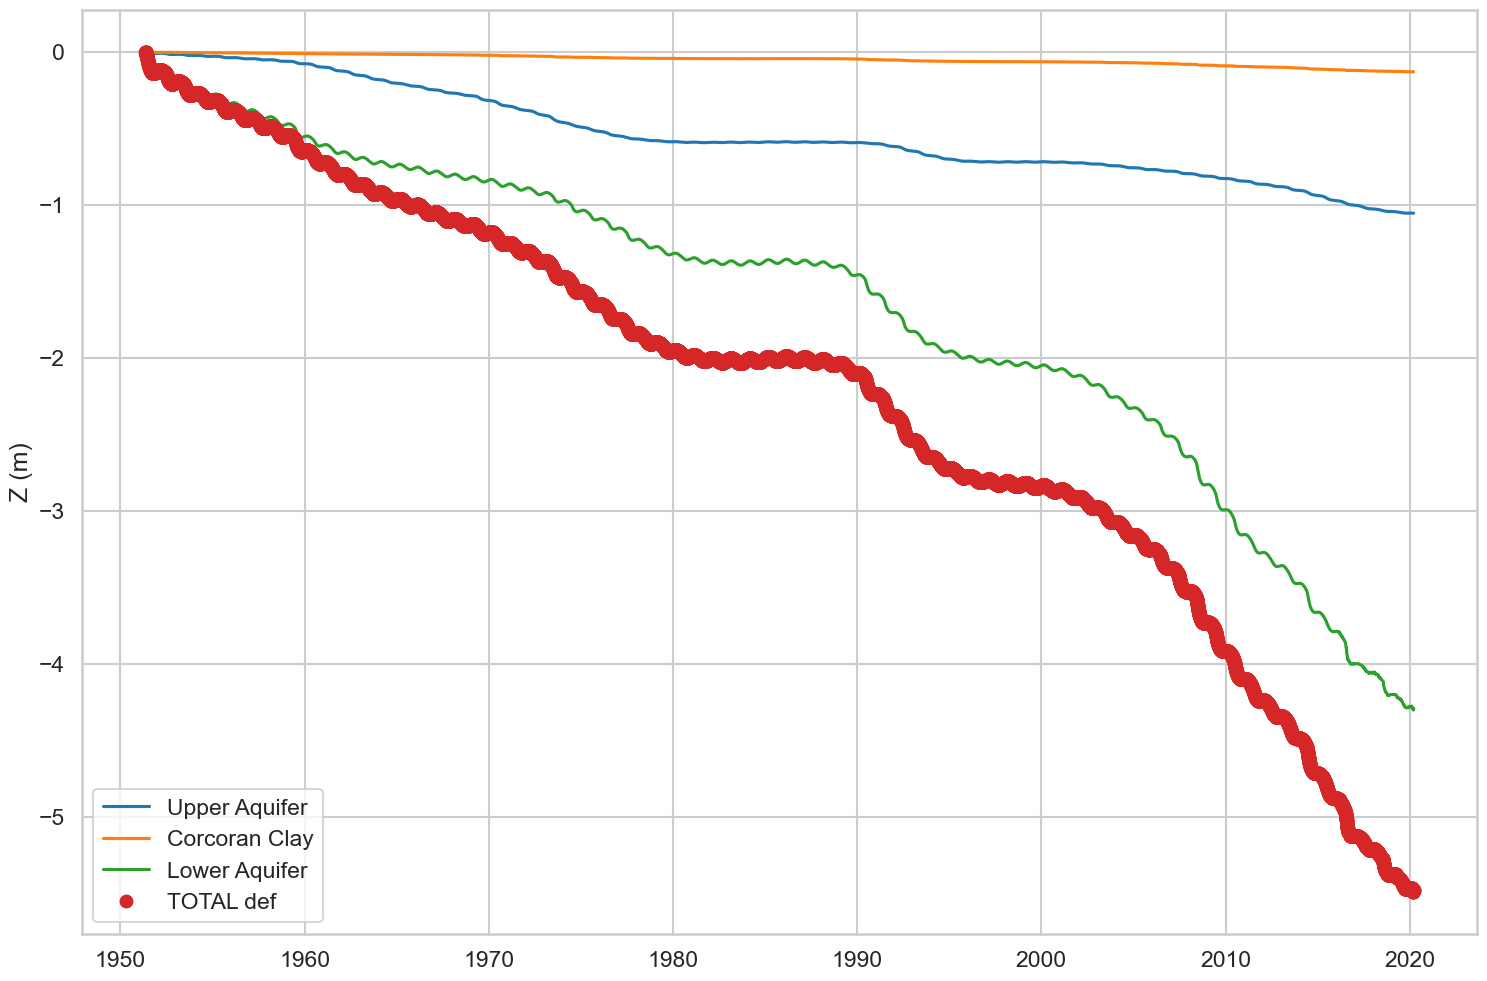 0
−1
−2
−3
−4
−5
Z (m)
1950 1960 1970 1980 1990 2000 2010 2020
Upper Aquifer
Corcoran Clay
Lower Aquifer
TOTAL def